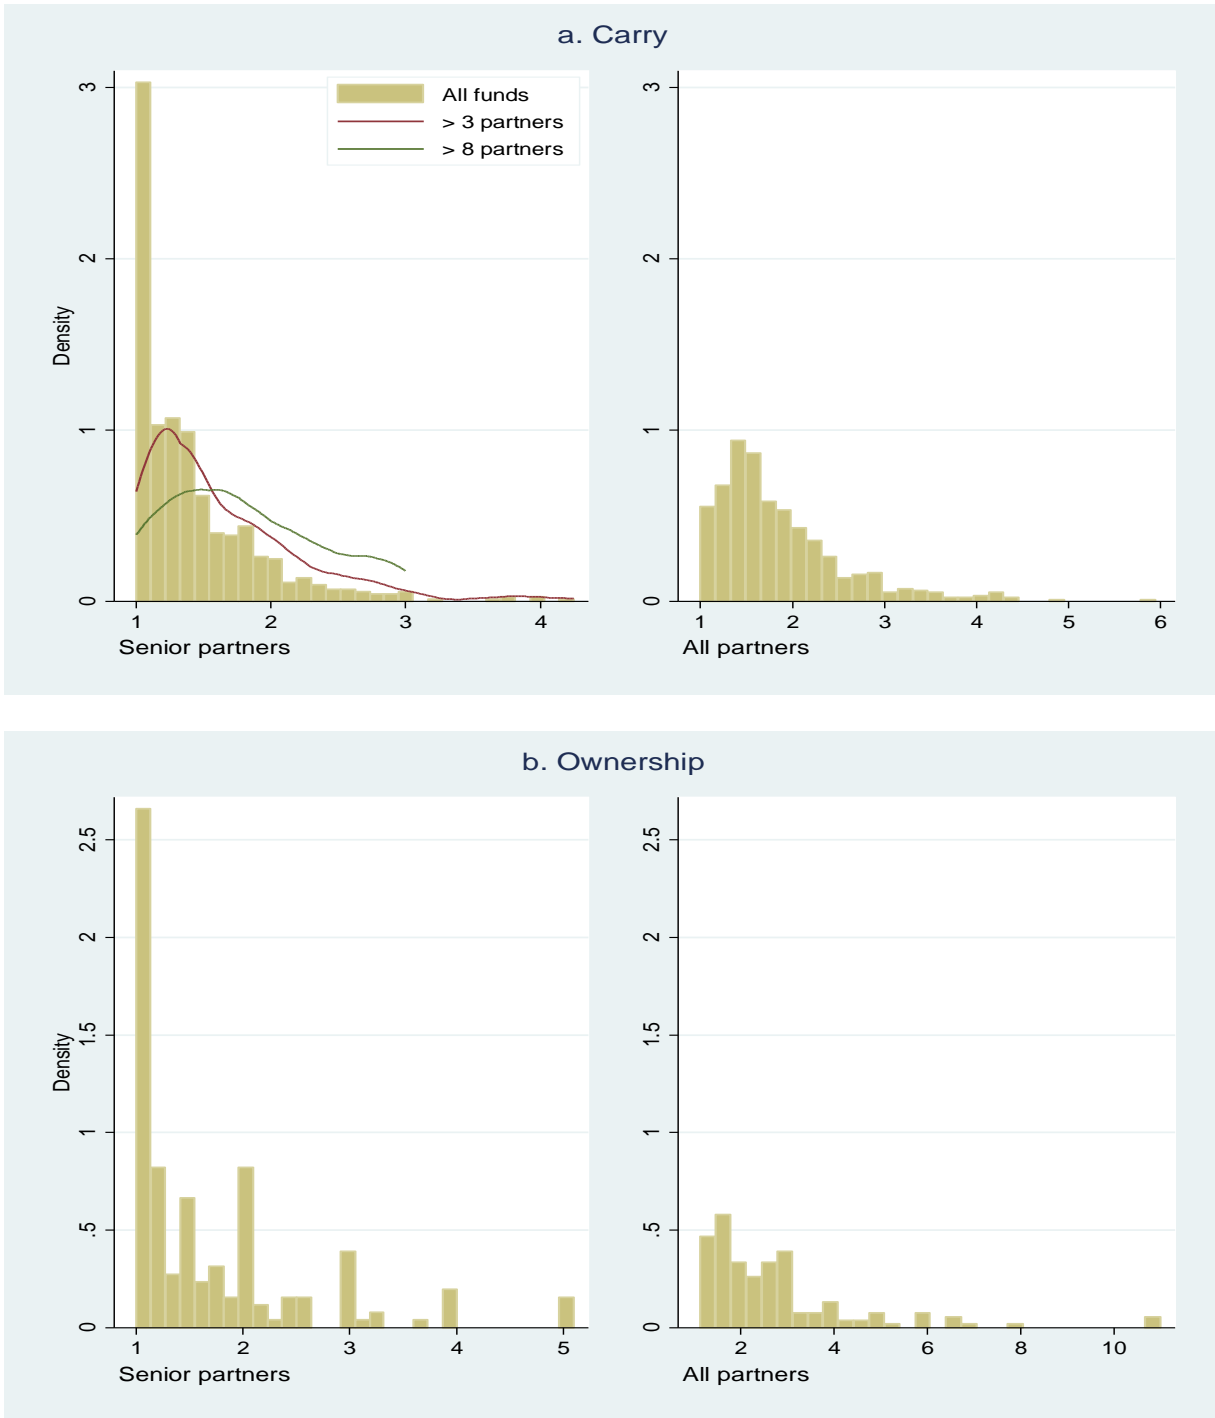 a. Carry
3
2
1
0
Density
All funds
> 3 partners
> 8 partners
1 2 3 4
Senior partners
3
2
1
0
1 2 3 4 5 6
All partners
b. Ownership
2.5
2
1.5
1
.5
0
Density
1 2 3 4 5
Senior partners
2.5
2
1.5
1
.5
0
2 4 6 8 10
All partners